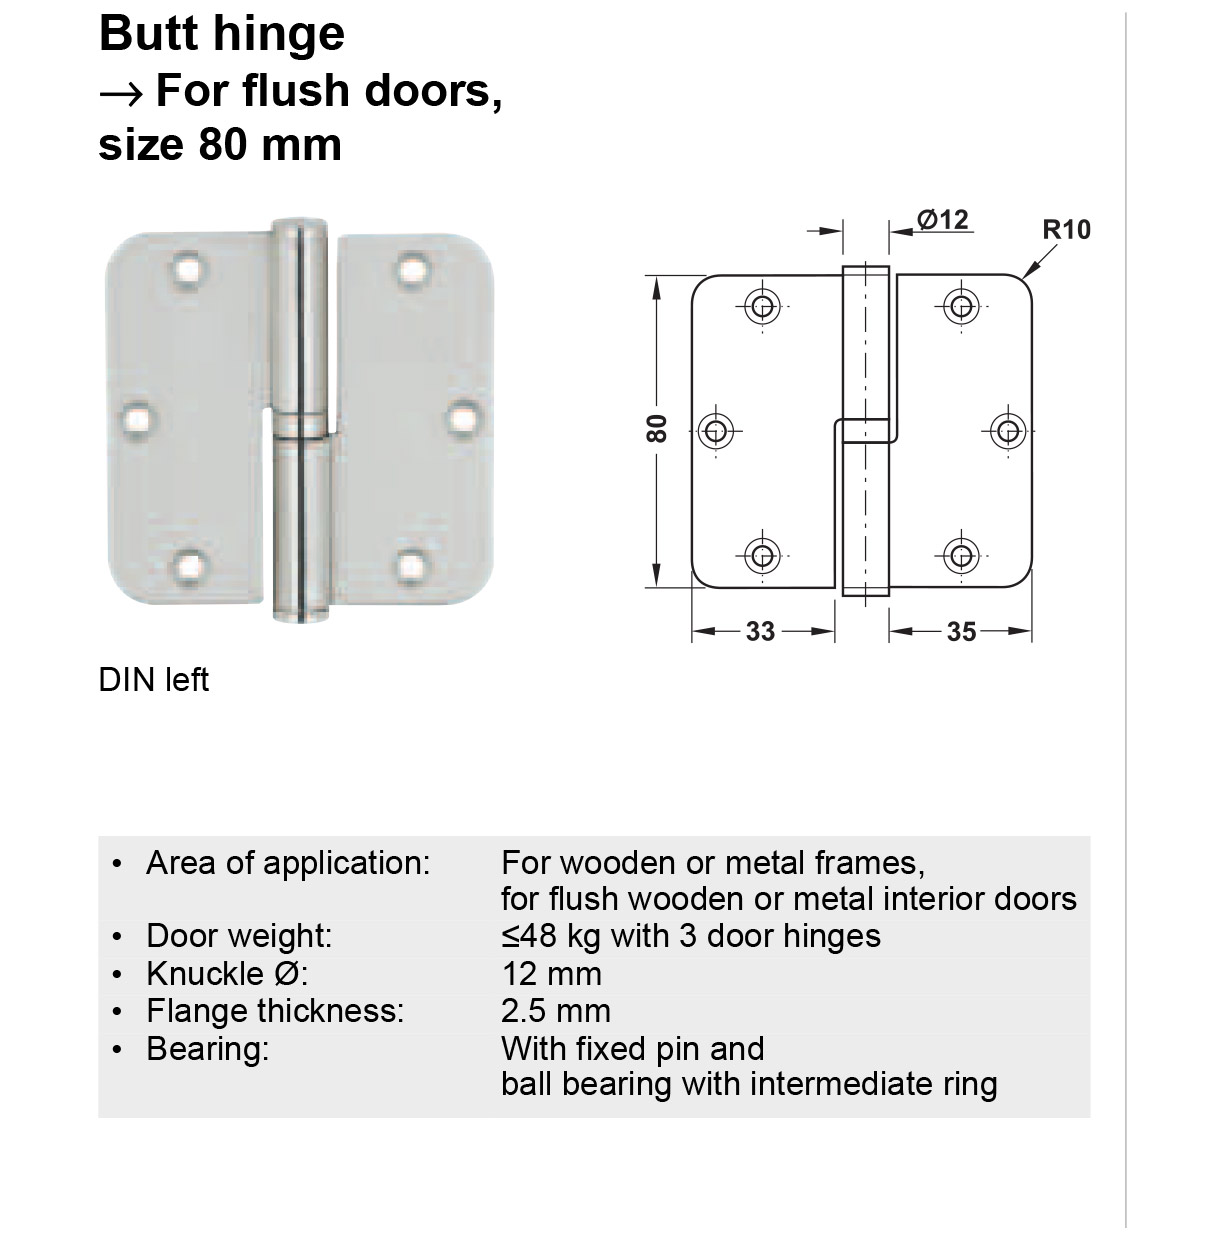 Butt hinge
→ For flush doors,
size 80 mm
Ø12
R10
80
33
35
DIN left
• Area of application: For wooden or metal frames,
for flush wooden or metal interior doors
• Door weight: ≤48 kg with 3 door hinges
• Knuckle Ø: 12 mm
• Flange thickness: 2.5 mm
• Bearing: With fixed pin and
ball bearing with intermediate ring